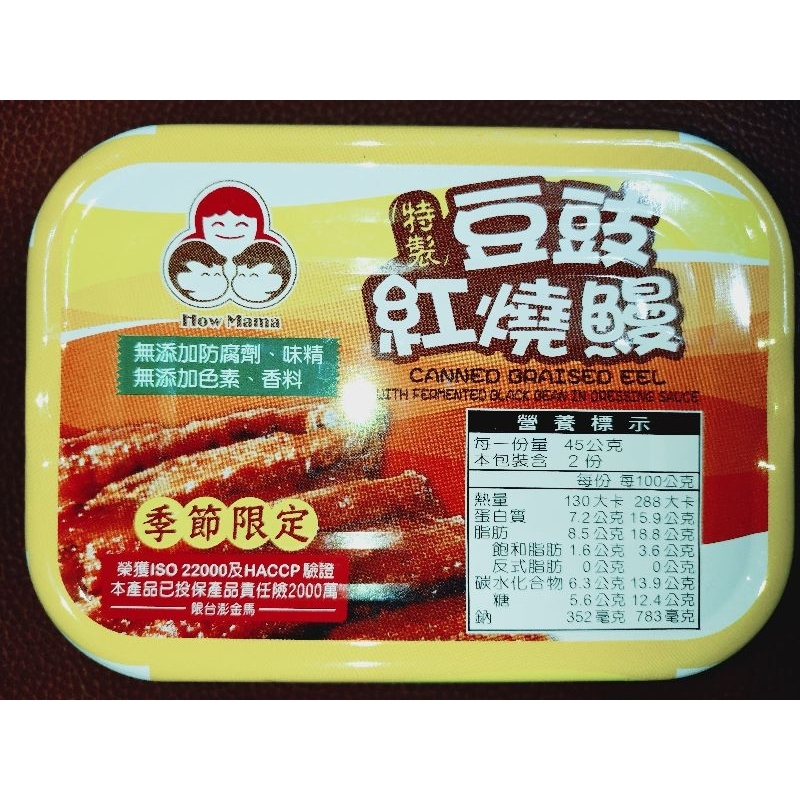 How Mama
特製
豆豉
紅燒鰻
CANNED BRAISED EEL
WITH FERMENTED BLACK BEAN IN DRESSING SAUCE
無添加防腐劑、味精
無添加色素、香料
季節限定
榮獲ISO 22000及HACCP驗證
本產品已投保產品責任險2000萬
限台澎金馬
營養標示
每一份量 45公克
本包裝含 2份
每份 每100公克
熱量 130大卡 288大卡
蛋白質 7.2公克 15.9公克
脂肪 8.5公克 18.8公克
飽和脂肪 1.6公克 3.6公克
反式脂肪 0公克 0公克
碳水化合物 6.3公克 13.9公克
糖 5.6公克 12.4公克
鈉 352毫克 783毫克